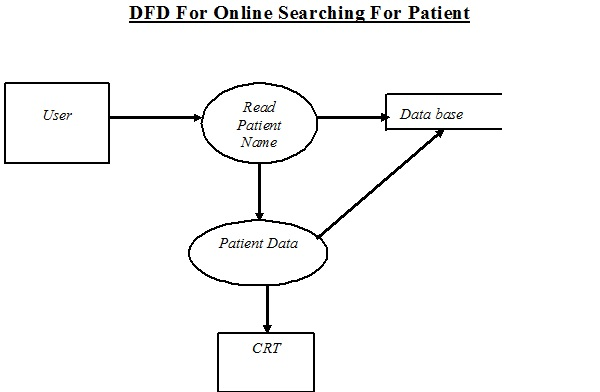 DFD For Online Searching For Patient
User
Read
Patient
Name
Data base
Patient Data
CRT